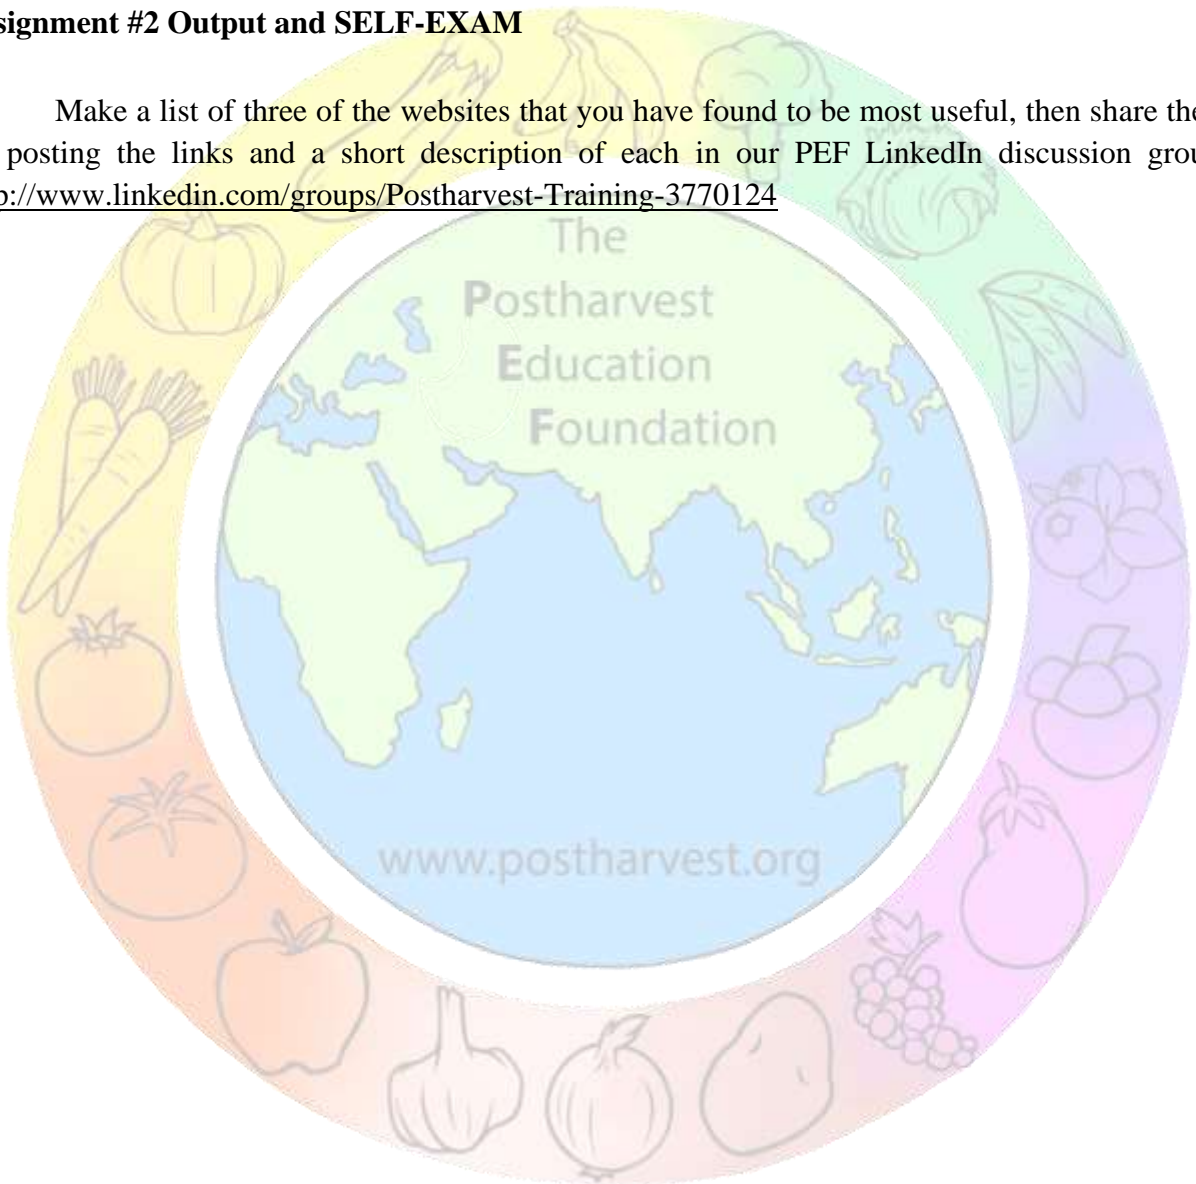 signment #2 Output and SELF-EXAM
Make a list of three of the websites that you have found to be most useful, then share the
posting the links and a short description of each in our PEF LinkedIn discussion grou
p://www.linkedin.com/groups/Postharvest-Training-3770124
The
Postharvest
Education
Foundation
www.postharvest.org